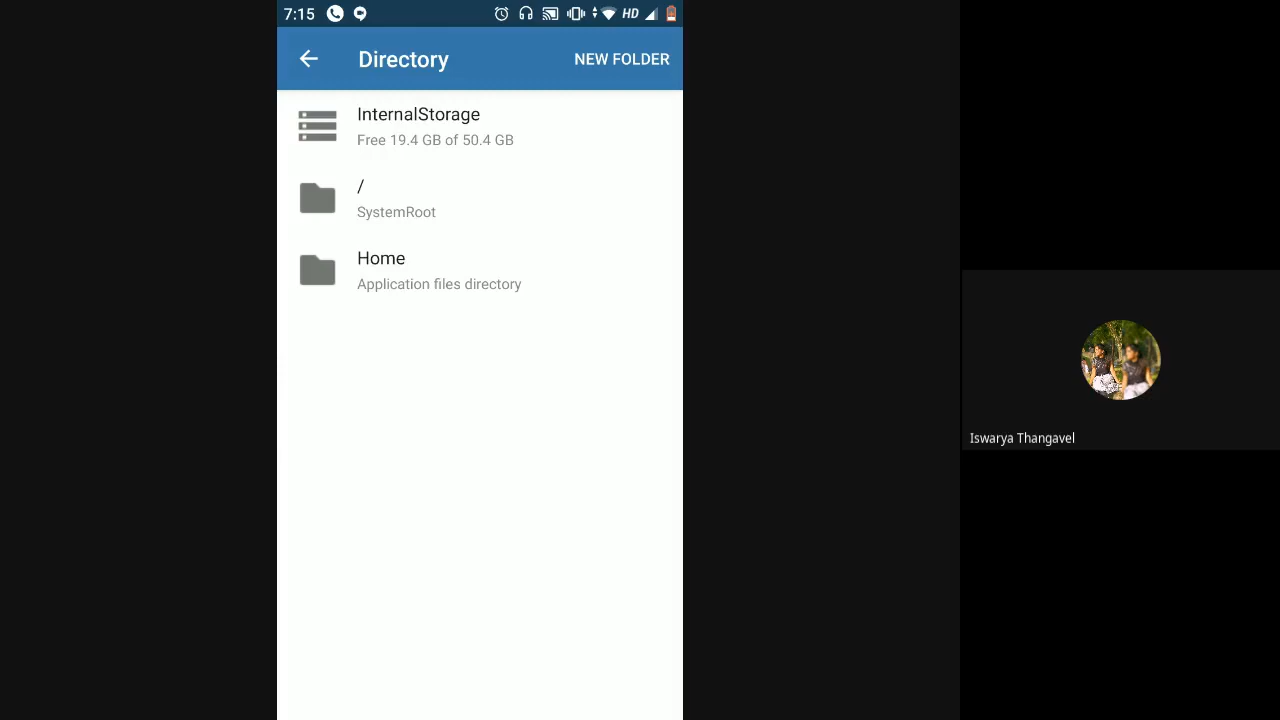 7:15 HD
Directory NEW FOLDER
InternalStorage
Free 19.4 GB of 50.4 GB
/
SystemRoot
Home
Application files directory
Iswarya Thangavel